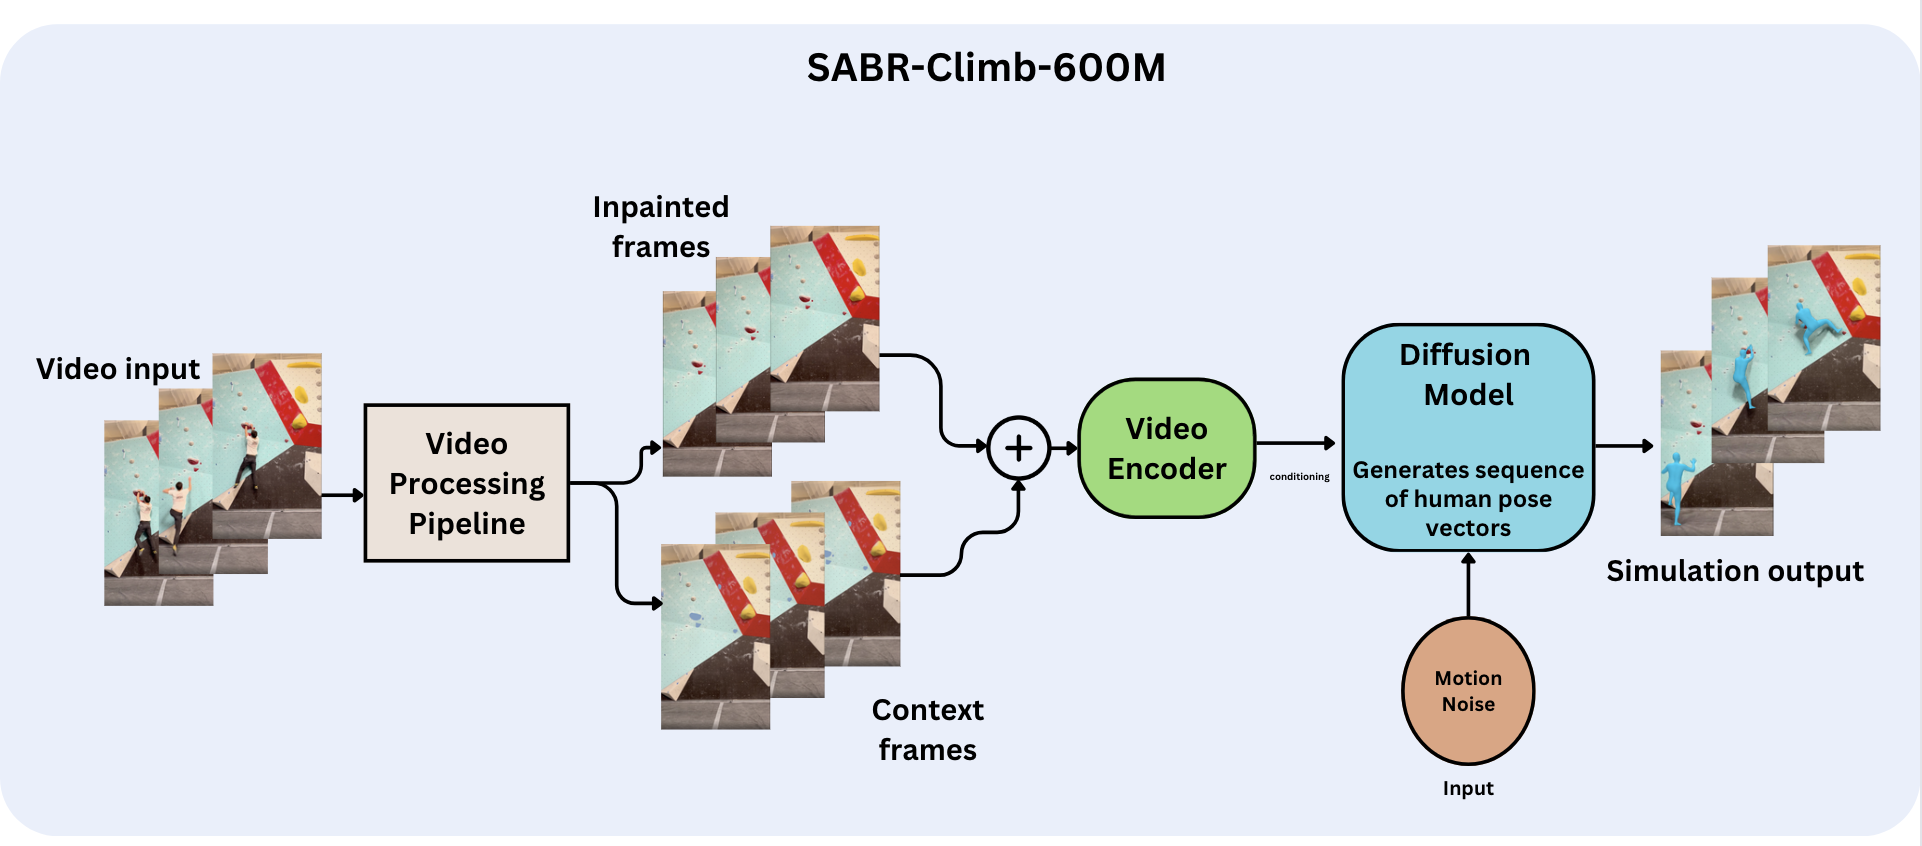 SABR-Climb-600M
Video input
Video
Processing
Pipeline
Inpainted
frames
Context
frames
Video
Encoder
conditioning
Diffusion
Model
Generates sequence
of human pose
vectors
Motion
Noise
Input
Simulation output